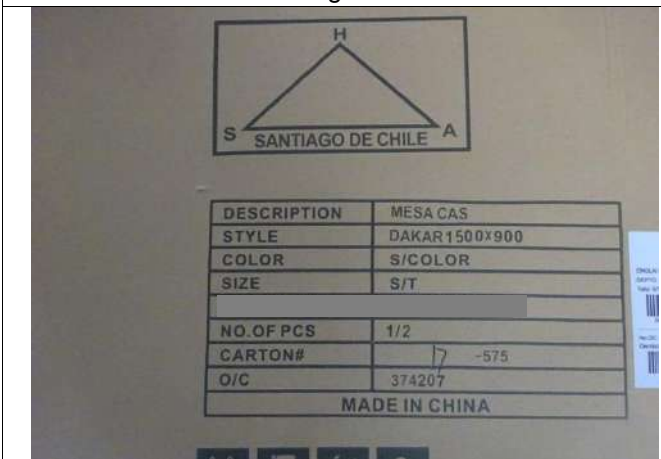 H
S SANTIAGO DE CHILE A
DESCRIPTION MESA CAS
STYLE DAKAR1500X900
COLOR S/COLOR
SIZE S/T
NO.OF PCS 1/2
CARTON# 17 -575
O/C 374207
MADE IN CHINA